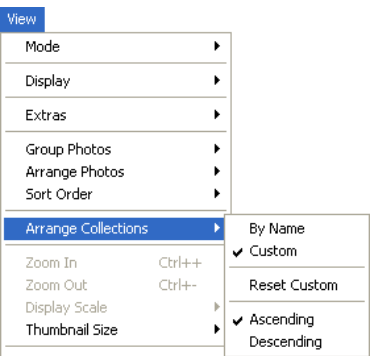 View
Mode
Display
Extras
Group Photos
Arrange Photos
Sort Order
Arrange Collections
By Name
Custom
Zoom In Ctrl++
Zoom Out Ctrl+-
Reset Custom
Display Scale
Thumbnail Size
Ascending
Descending